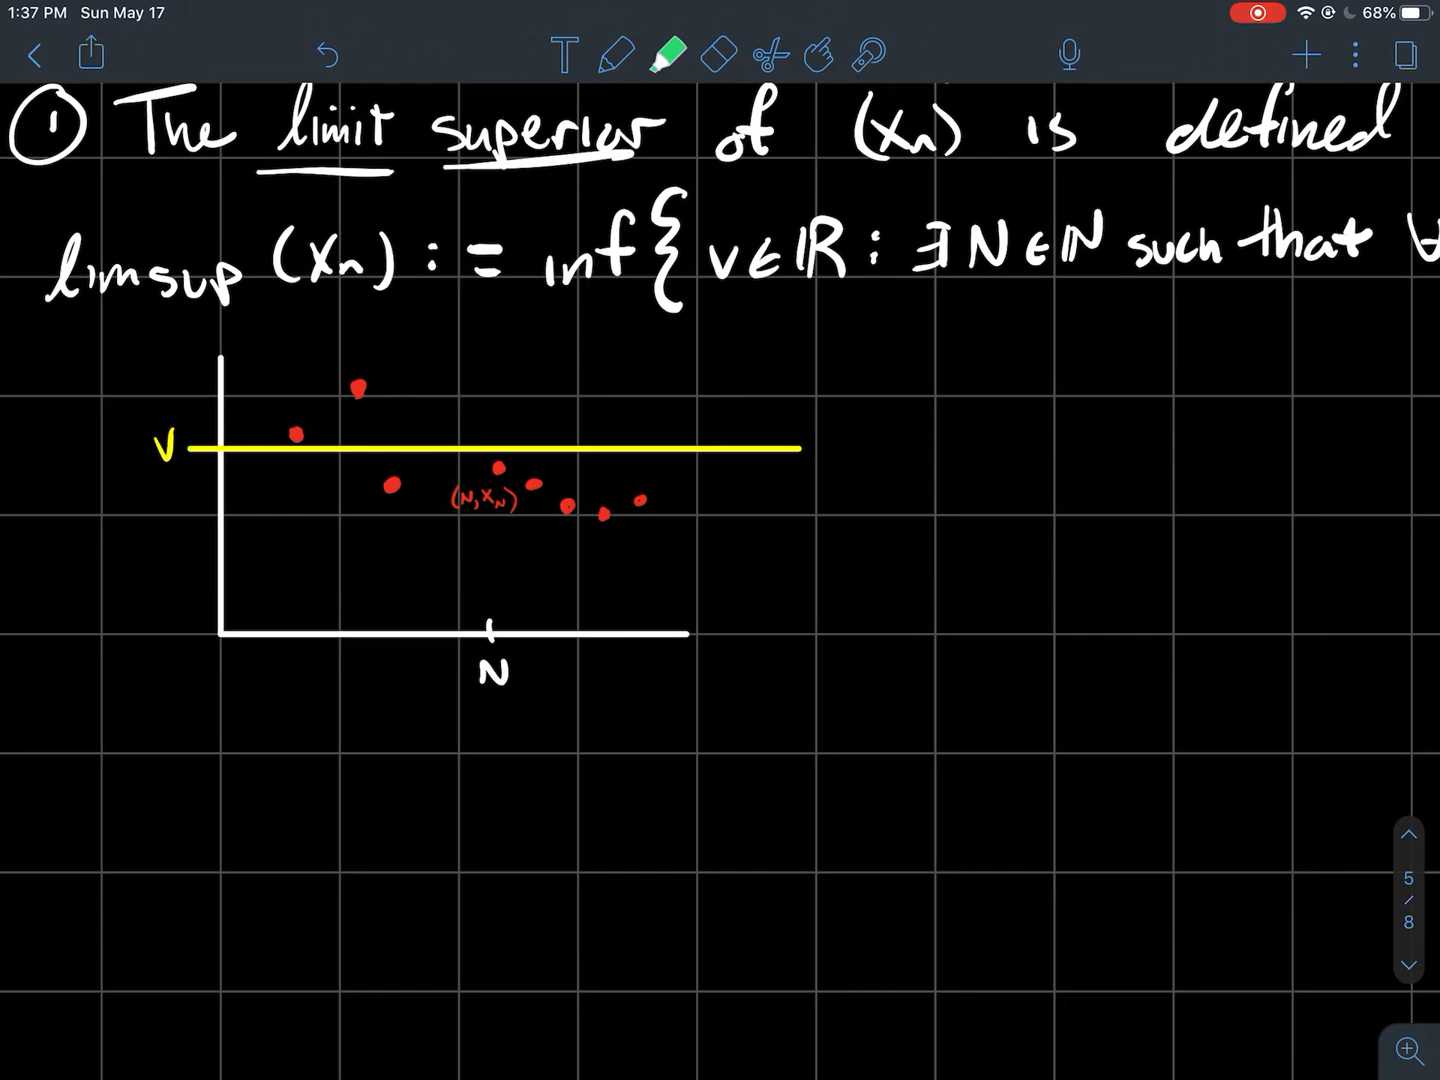 1:37 PM Sun May 17 68%
① The limit superior of (xn) is defined
limsup (xn) := inf{ v∈ℝ : ∃ N∈ℕ such that ∀
V
(N, xN)
N
5
/
8